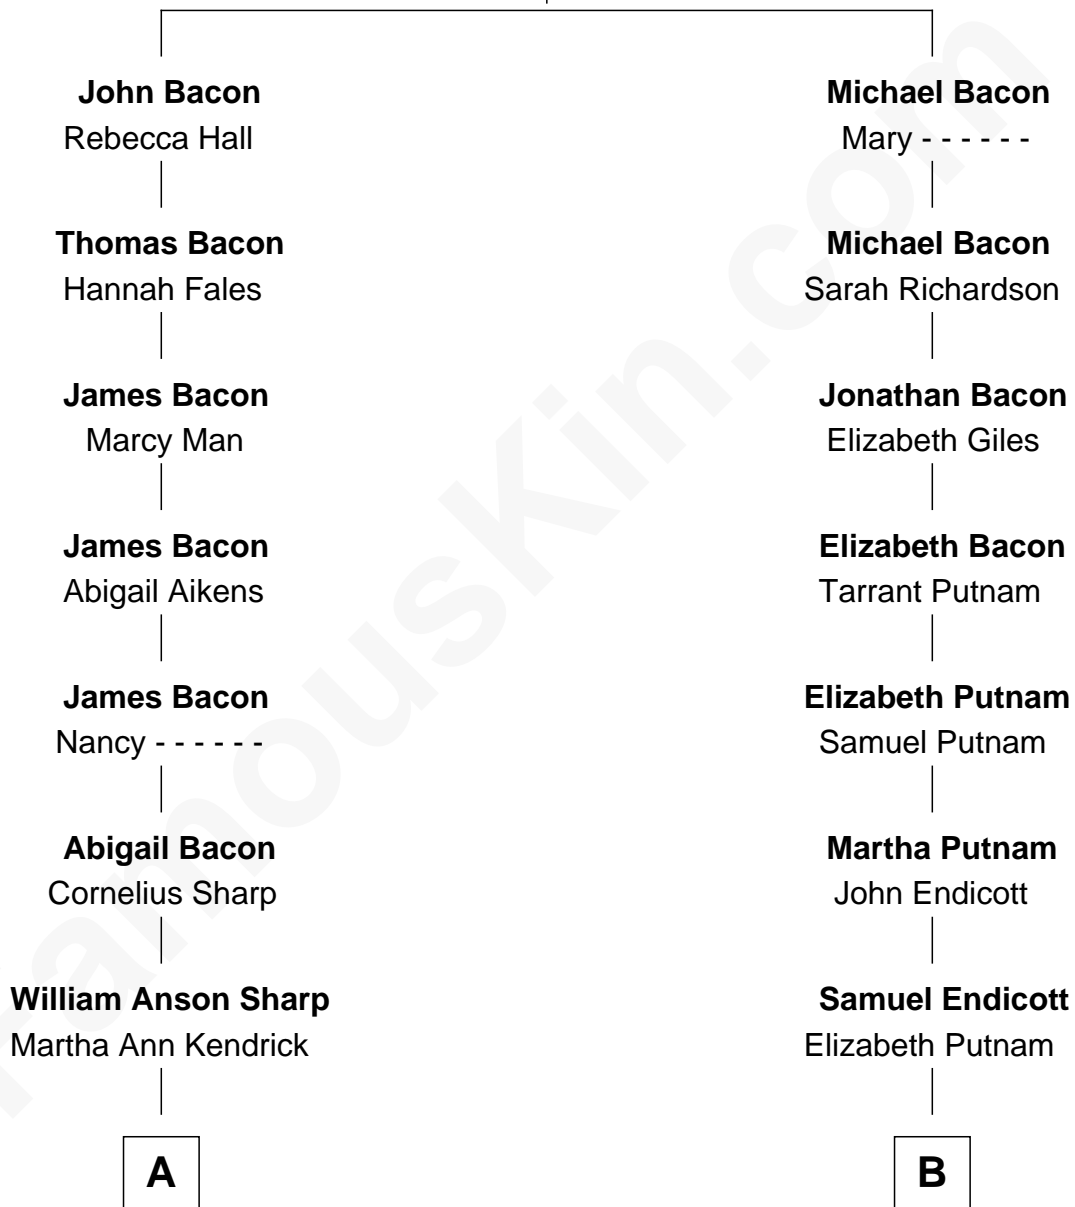 John Bacon
Rebecca Hall
Michael Bacon
Mary - - - - - -
Thomas Bacon
Hannah Fales
Michael Bacon
Sarah Richardson
James Bacon
Marcy Man
Jonathan Bacon
Elizabeth Giles
James Bacon
Abigail Aikens
Elizabeth Bacon
Tarrant Putnam
James Bacon
Nancy - - - - - -
Elizabeth Putnam
Samuel Putnam
Abigail Bacon
Cornelius Sharp
Martha Putnam
John Endicott
William Anson Sharp
Martha Ann Kendrick
Samuel Endicott
Elizabeth Putnam
A
B
FamousKin.com